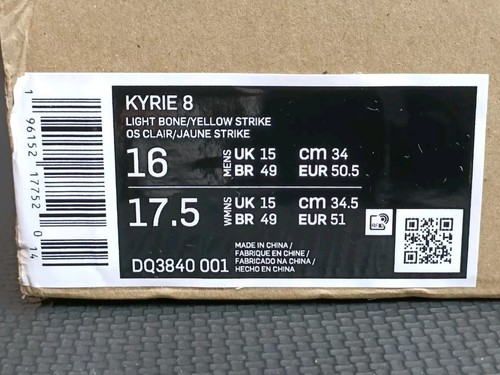 KYRIE 8
LIGHT BONE/YELLOW STRIKE
OS CLAIR/JAUNE STRIKE
16 MENS UK 15 cm 34
BR 49 EUR 50.5
17.5 WMNS UK 15 cm 34.5
BR 49 EUR 51
MADE IN CHINA /
FABRIQUE EN CHINE /
FABRICADO NA CHINA /
HECHO EN CHINA
DQ3840 001
1 96152 17752 0 14